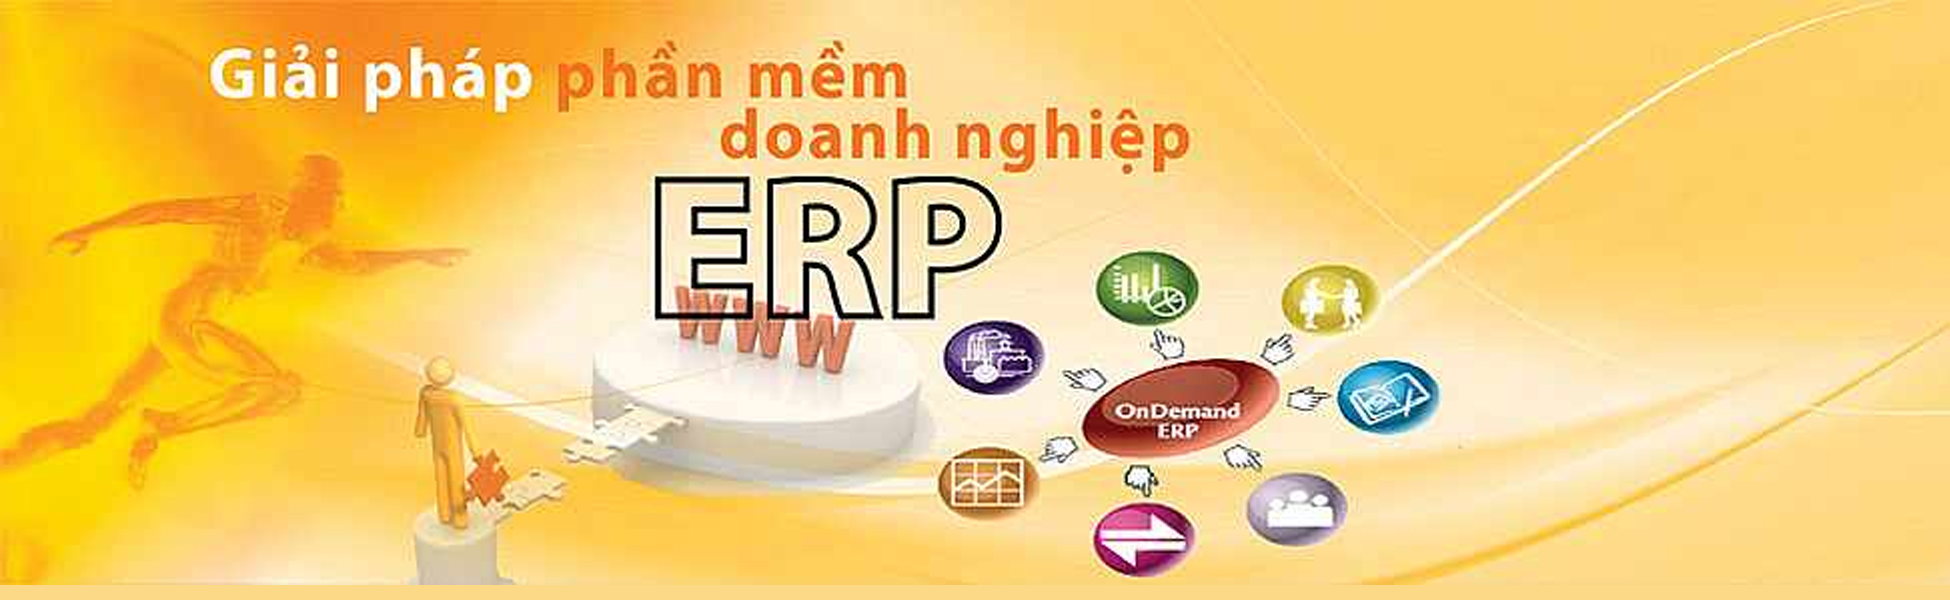 Giải pháp phần mềm
doanh nghiệp
ERP
WWW
OnDemand
ERP